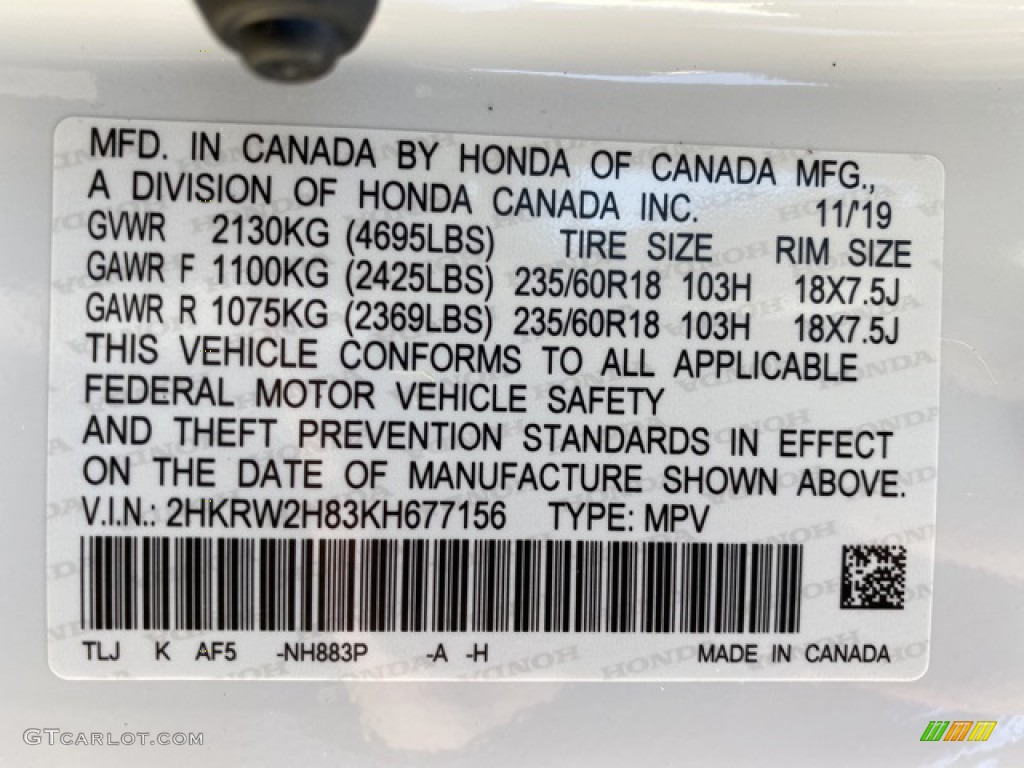 MFD. IN CANADA BY HONDA OF CANADA MFG.,
A DIVISION OF HONDA CANADA INC. 11/'19
GVWR 2130KG (4695LBS) TIRE SIZE RIM SIZE
GAWR F 1100KG (2425LBS) 235/60R18 103H 18X7.5J
GAWR R 1075KG (2369LBS) 235/60R18 103H 18X7.5J
THIS VEHICLE CONFORMS TO ALL APPLICABLE
FEDERAL MOTOR VEHICLE SAFETY
AND THEFT PREVENTION STANDARDS IN EFFECT
ON THE DATE OF MANUFACTURE SHOWN ABOVE.
V.I.N.: 2HKRW2H83KH677156 TYPE: MPV
TLJ K AF5 -NH883P -A -H MADE IN CANADA
GTCARLOT.COM